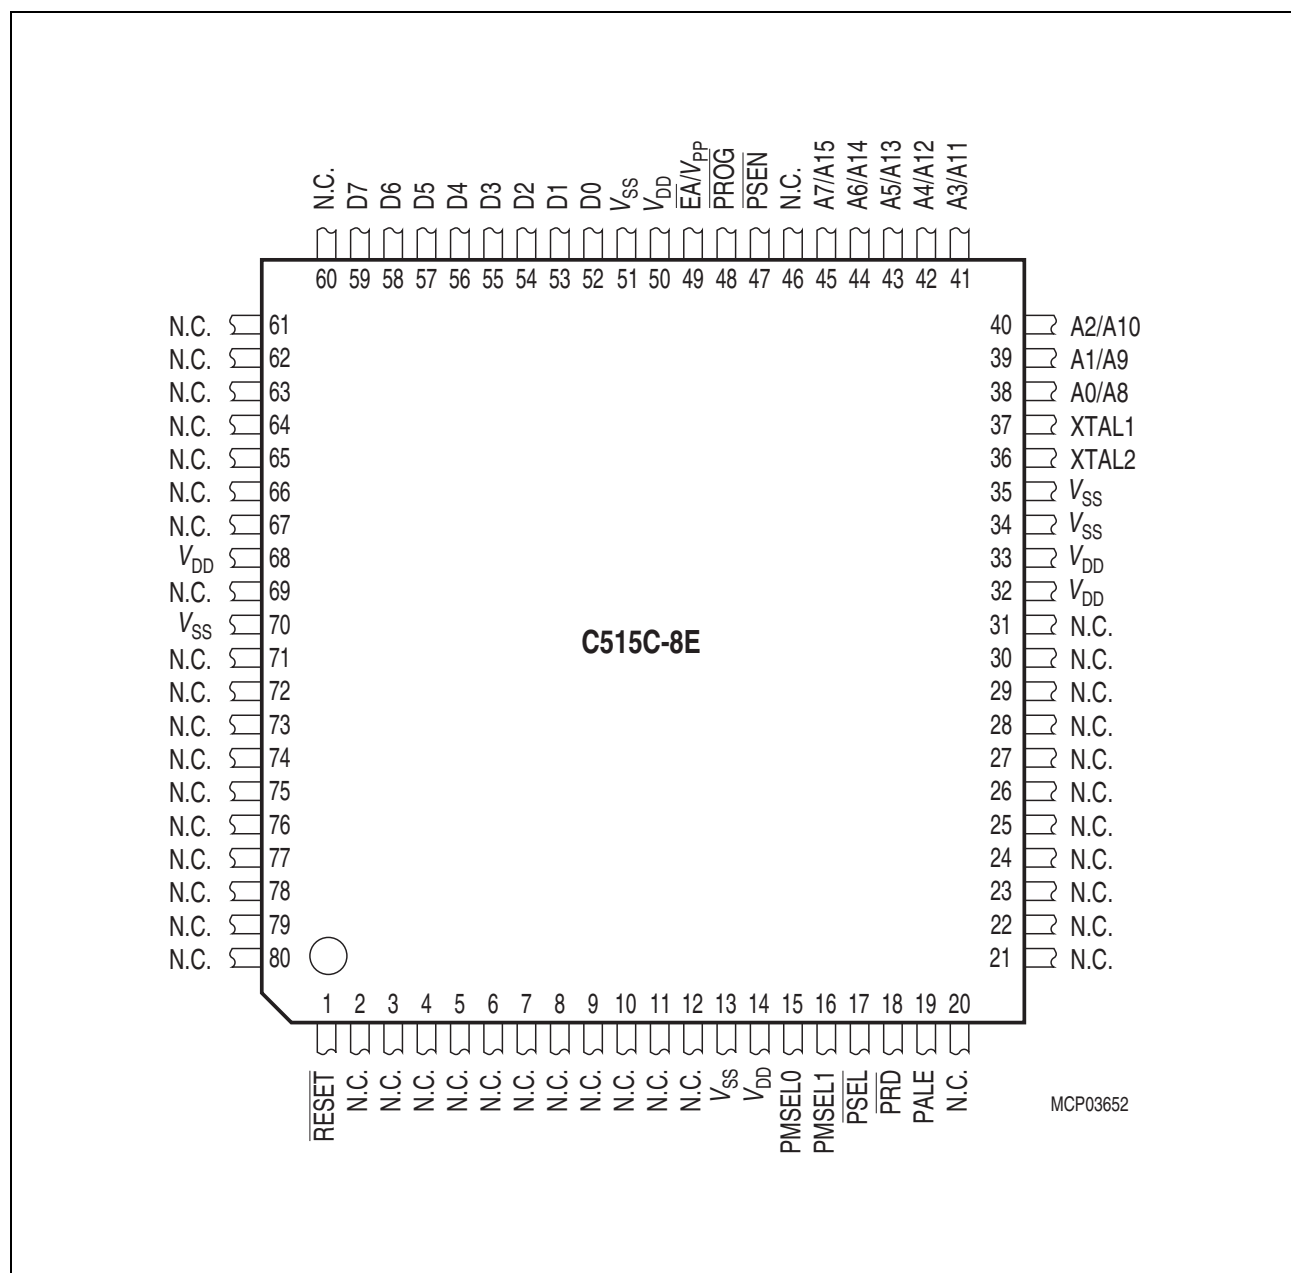 N.C. D7 D6 D5 D4 D3 D2 D1 D0 VSS VDD EA/VPP PROG PSEN N.C. A7/A15 A6/A14 A5/A13 A4/A12 A3/A11
60 59 58 57 56 55 54 53 52 51 50 49 48 47 46 45 44 43 42 41
N.C. 61 40 A2/A10
N.C. 62 39 A1/A9
N.C. 63 38 A0/A8
N.C. 64 37 XTAL1
N.C. 65 36 XTAL2
N.C. 66 35 VSS
N.C. 67 34 VSS
VDD 68 33 VDD
N.C. 69 32 VDD
VSS 70 31 N.C.
C515C-8E
N.C. 71 30 N.C.
N.C. 72 29 N.C.
N.C. 73 28 N.C.
N.C. 74 27 N.C.
N.C. 75 26 N.C.
N.C. 76 25 N.C.
N.C. 77 24 N.C.
N.C. 78 23 N.C.
N.C. 79 22 N.C.
N.C. 80 21 N.C.
1 2 3 4 5 6 7 8 9 10 11 12 13 14 15 16 17 18 19 20
RESET N.C. N.C. N.C. N.C. N.C. N.C. N.C. N.C. N.C. N.C. N.C. VSS VDD PMSEL0 PMSEL1 PSEL PRD PALE N.C.
MCP03652